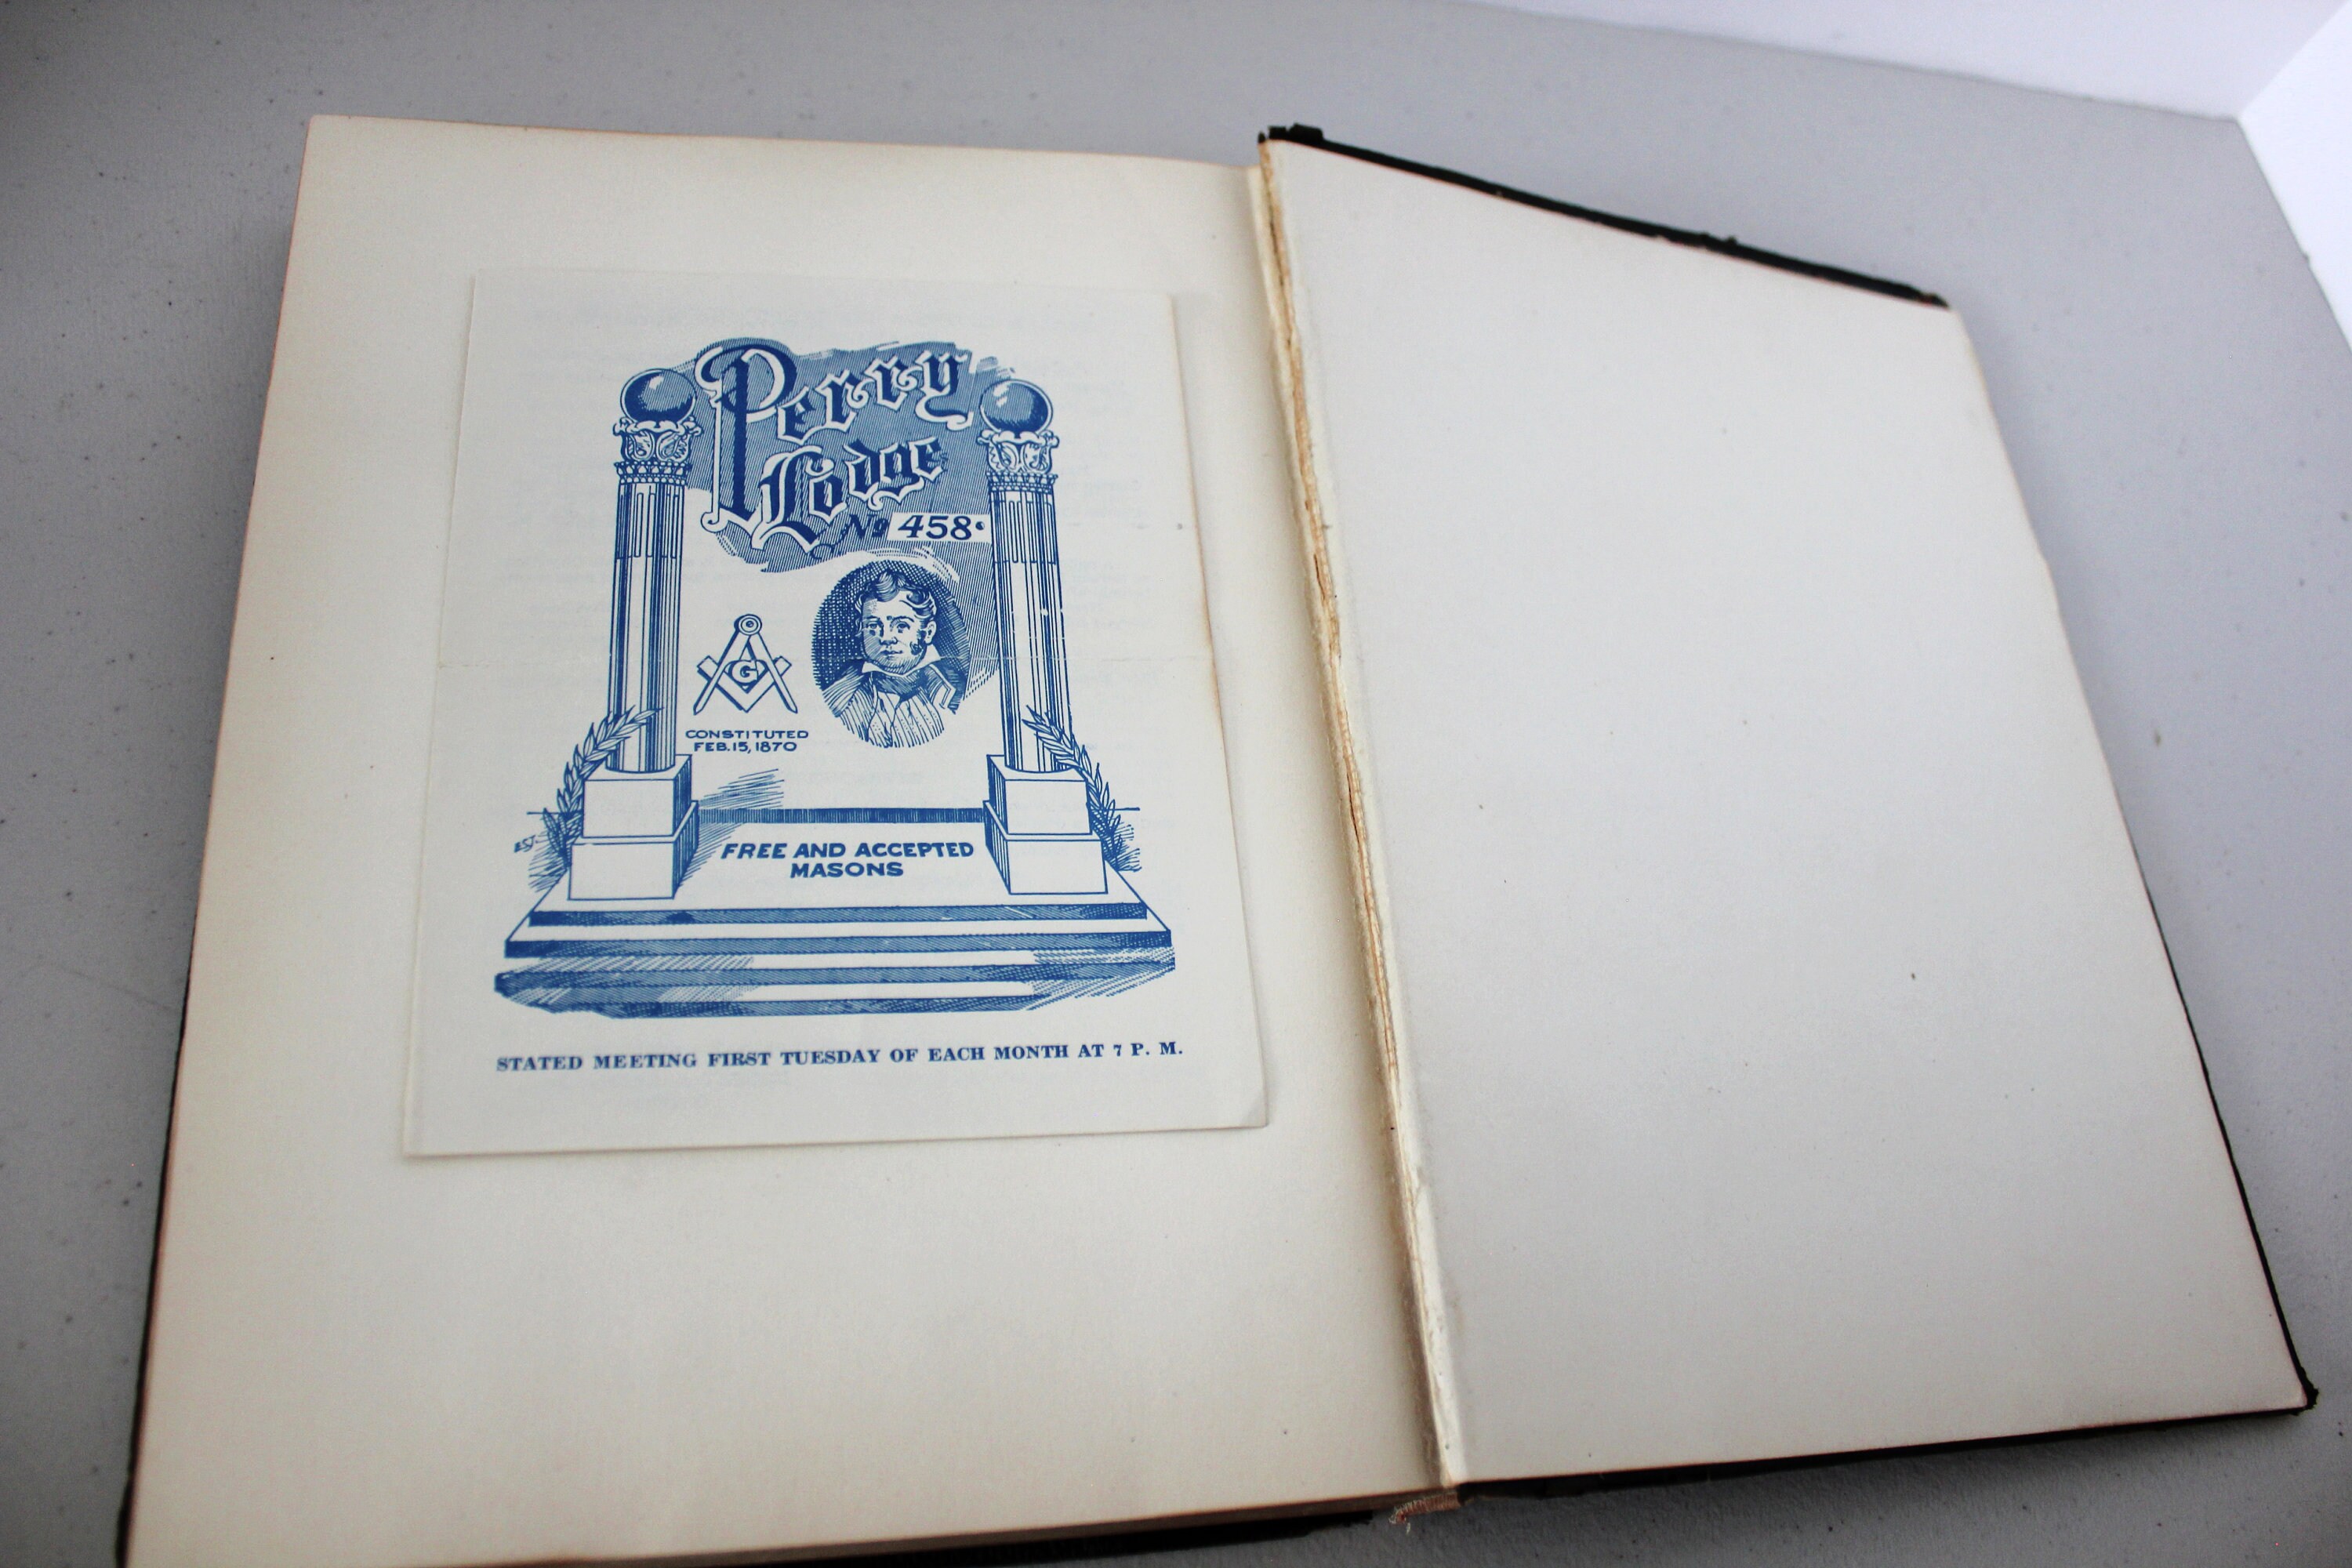 Perry
Lodge
No 458.
G
CONSTITUTED
FEB. 15, 1870
FREE AND ACCEPTED
MASONS
STATED MEETING FIRST TUESDAY OF EACH MONTH AT 7 P. M.